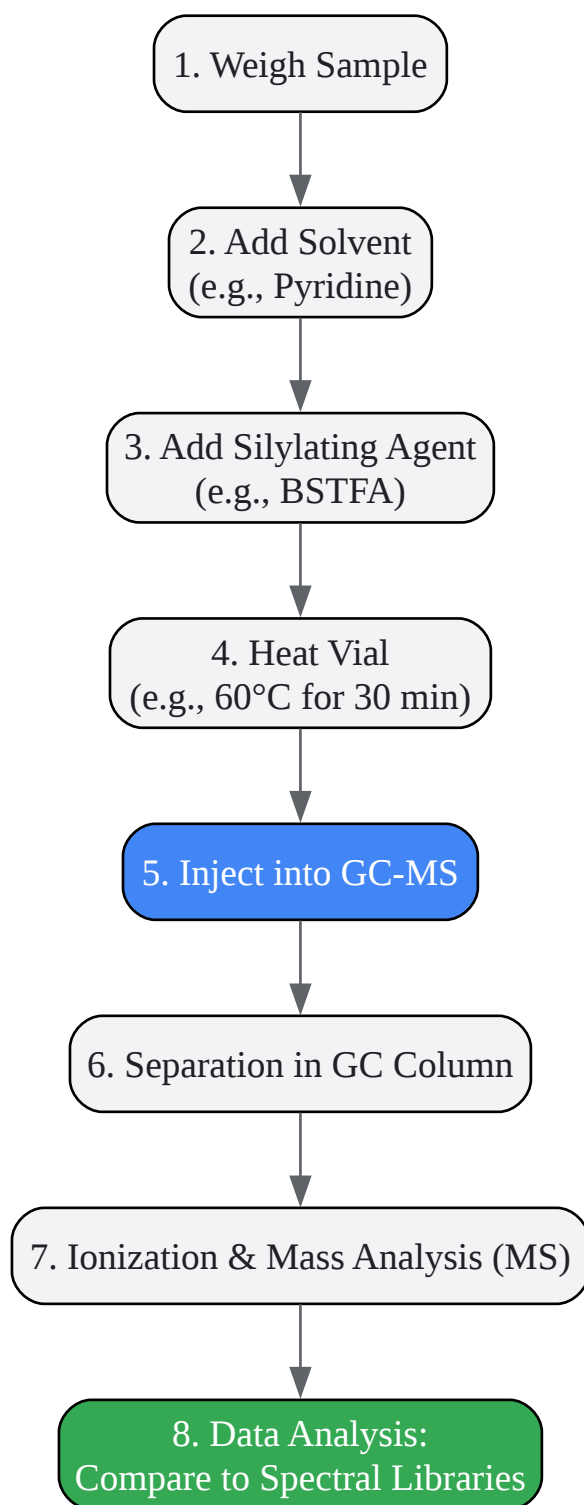 1. Weigh Sample
2. Add Solvent
(e.g., Pyridine)
3. Add Silylating Agent
(e.g., BSTFA)
4. Heat Vial
(e.g., 60°C for 30 min)
5. Inject into GC-MS
6. Separation in GC Column
7. Ionization & Mass Analysis (MS)
8. Data Analysis:
Compare to Spectral Libraries